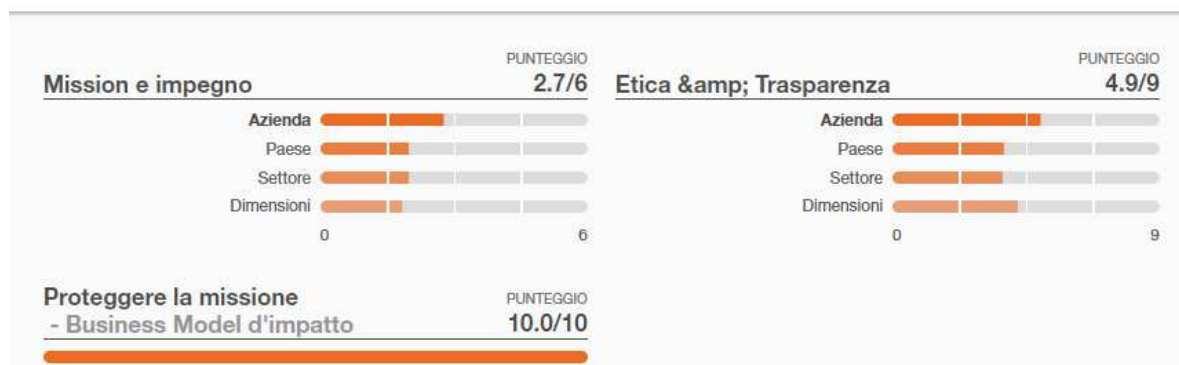 PUNTEGGIO
Mission e impegno 2.7/6
Azienda
Paese
Settore
Dimensioni
0 6
PUNTEGGIO
Etica &amp; Trasparenza 4.9/9
Azienda
Paese
Settore
Dimensioni
0 9
Proteggere la missione PUNTEGGIO
- Business Model d'impatto 10.0/10